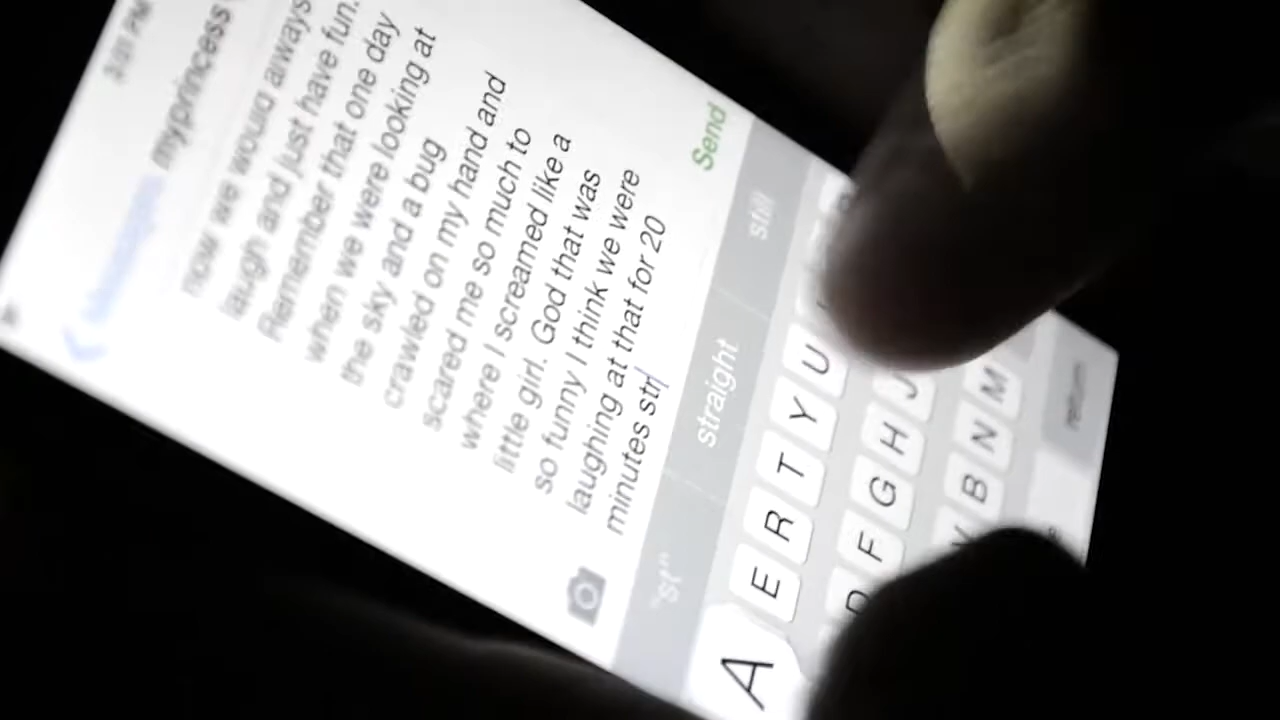 myprincess
now we would always
laugh and just have fun.
Remember that one day
when we were looking at
the sky and a bug
crawled on my hand and
scared me so much to
where I screamed like a
little girl. God that was
so funny I think we were
laughing at that for 20
minutes str
Send
"st" straight still
E R T Y U
D F G H J
V B N M
A
return